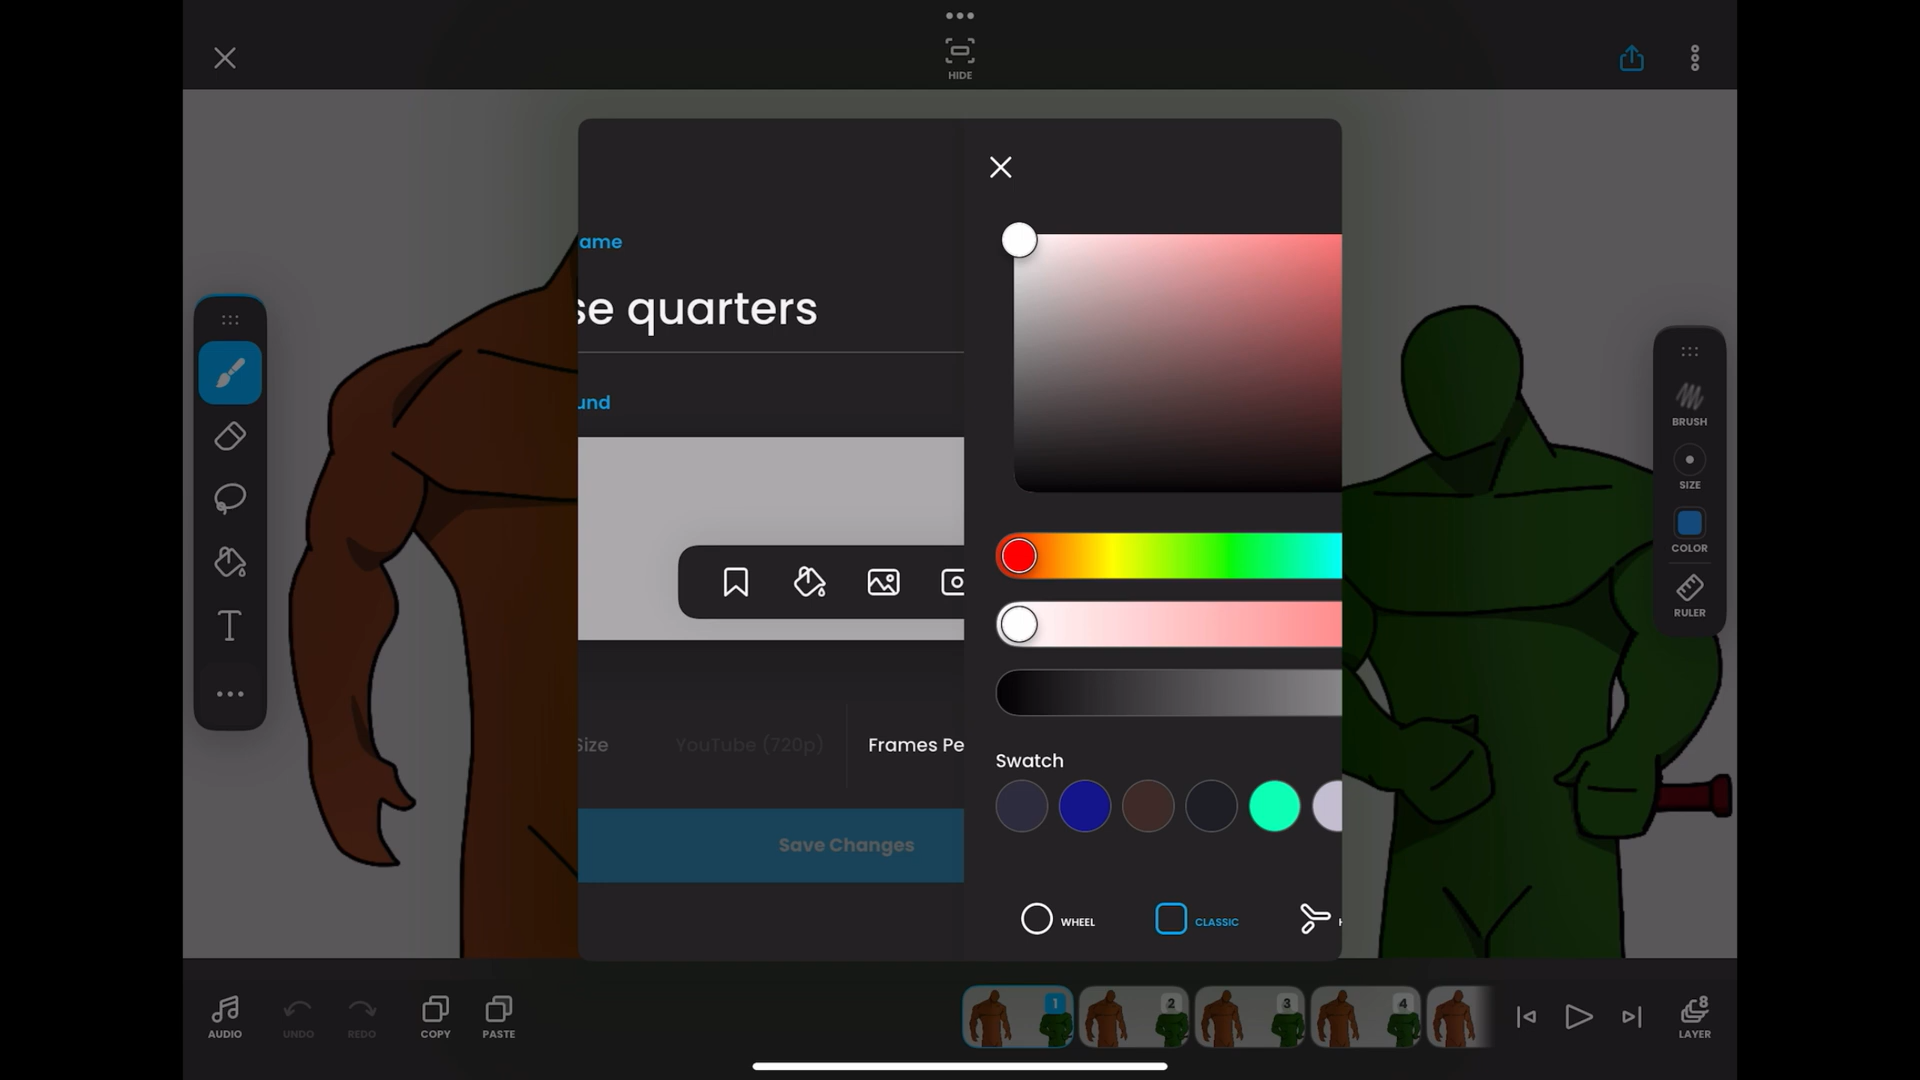 HIDE
ame
se quarters
und
Size
YouTube (720p)
Frames Pe
Save Changes
Swatch
WHEEL
CLASSIC
BRUSH
SIZE
COLOR
RULER
AUDIO
UNDO
REDO
COPY
PASTE
1
2
3
4
8
LAYER